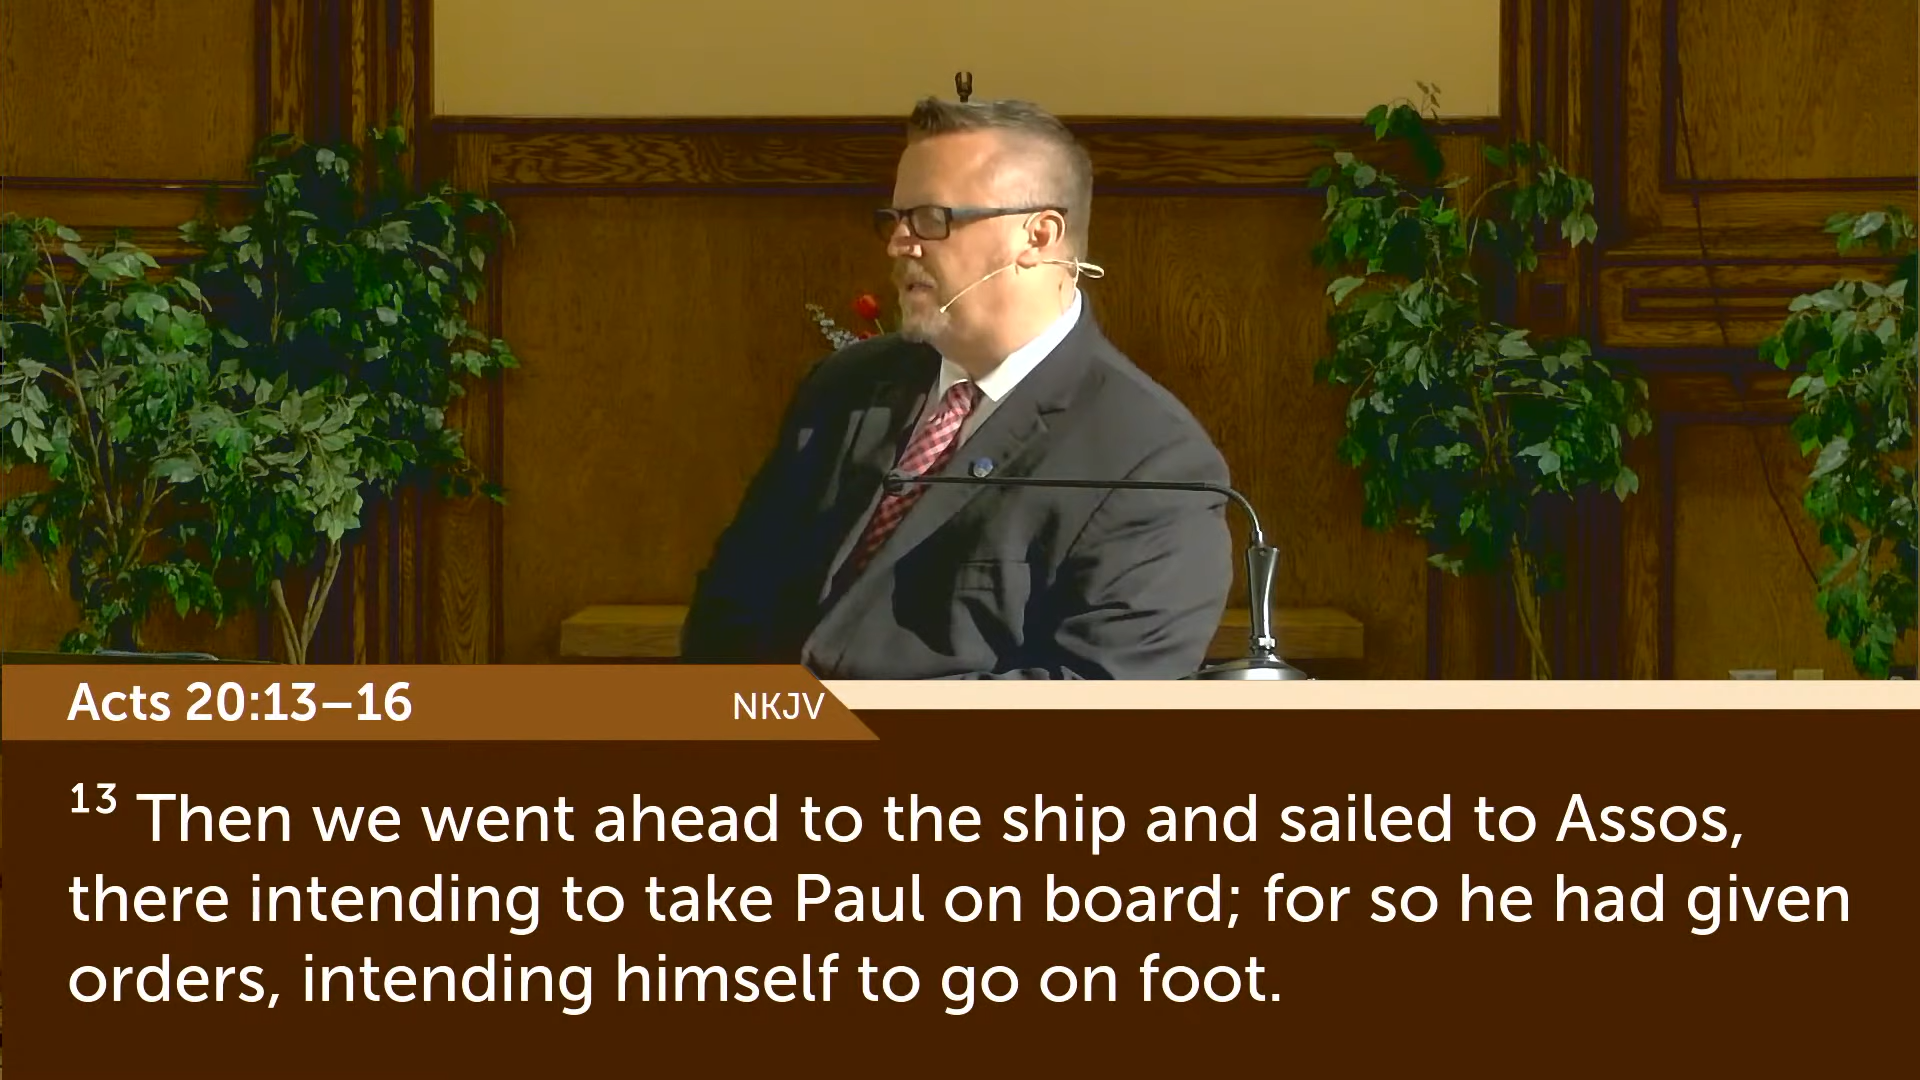 Acts 20:13–16
NKJV
13 Then we went ahead to the ship and sailed to Assos,
there intending to take Paul on board; for so he had given
orders, intending himself to go on foot.